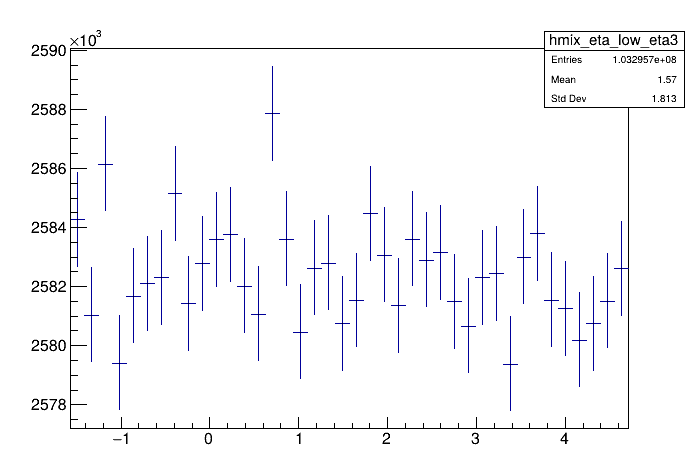 ×10³
hmix_eta_low_eta3
Entries 1.032957e+08
Mean 1.57
Std Dev 1.813
2590
2588
2586
2584
2582
2580
2578
−1 0 1 2 3 4